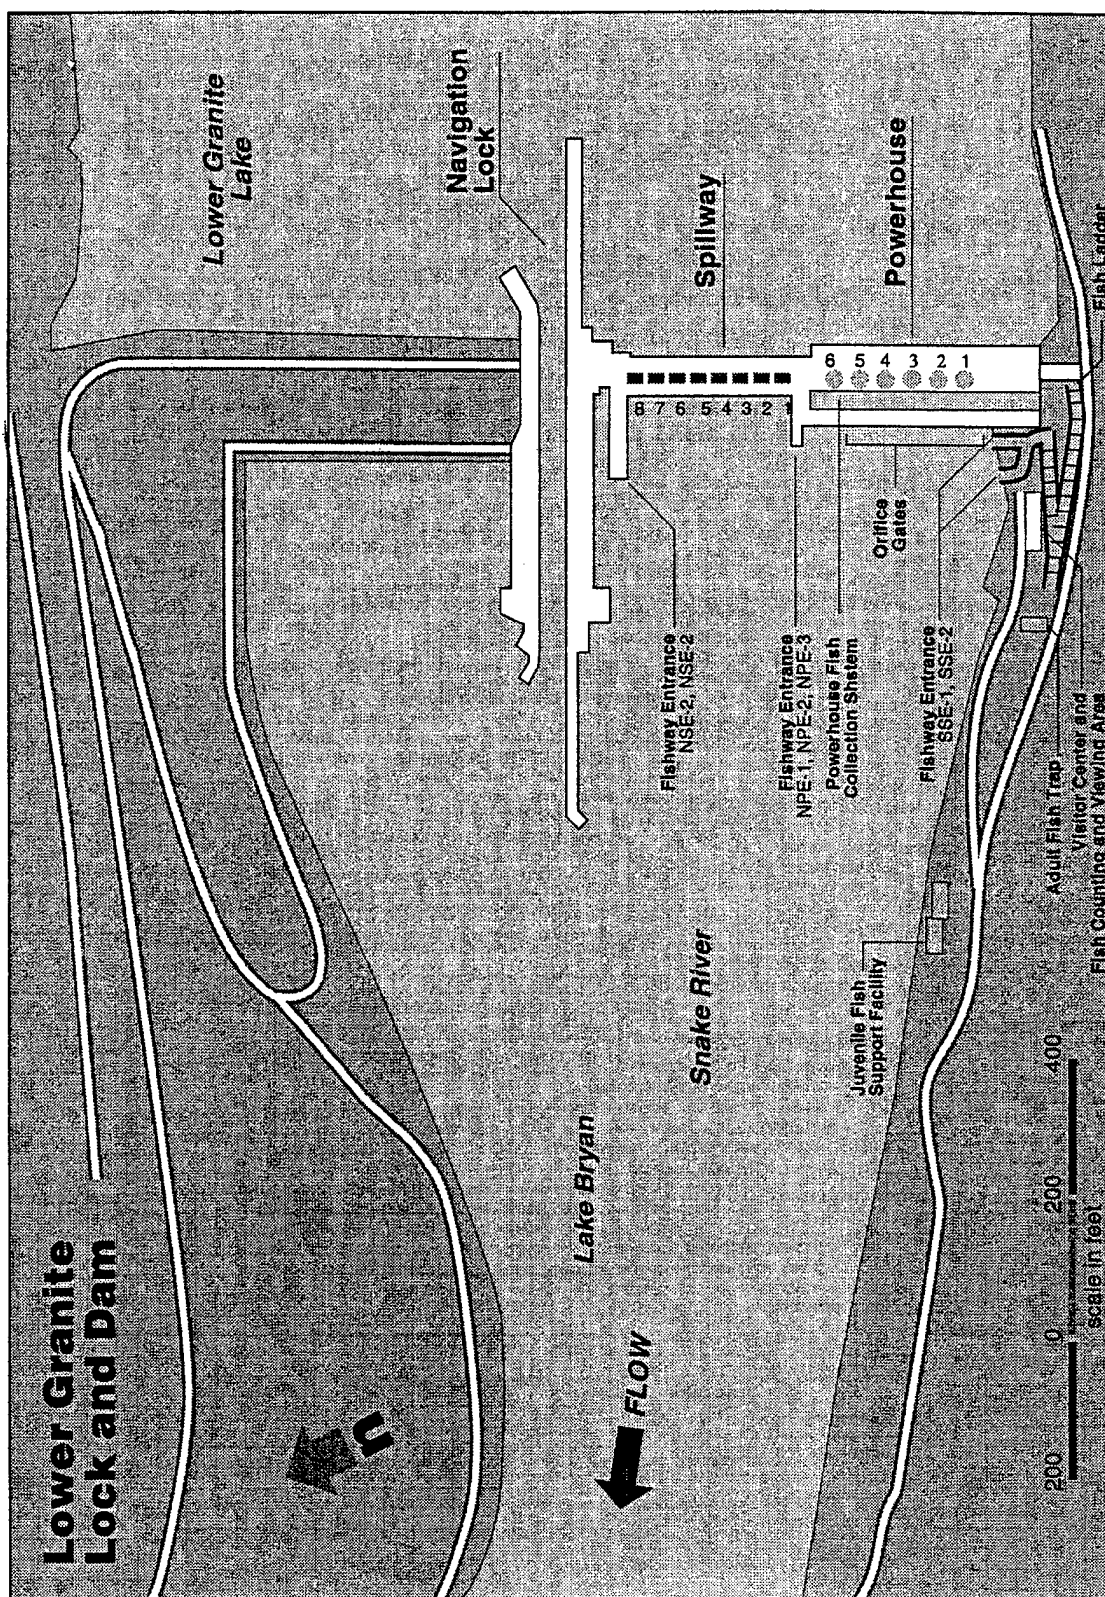 Lower Granite
Lock and Dam
Lower Granite
Lake
Navigation
Lock
Spillway
Powerhouse
Fish Ladder
8 7 6 5 4 3 2 1
6 5 4 3 2 1
Orifice
Gates
Fishway Entrance
NSE-2, NSE-2
Fishway Entrance
NPE-1, NPE-2, NPE-3
Powerhouse Fish
Collection Shstem
Fishway Entrance
SSE-1, SSE-2
Adult Fish Trap
Visitor Center and
Fish Counting and Viewing Area
Juvenile Fish
Support Facility
Snake River
Lake Bryan
FLOW
n
200 0 200 400
scale in feet